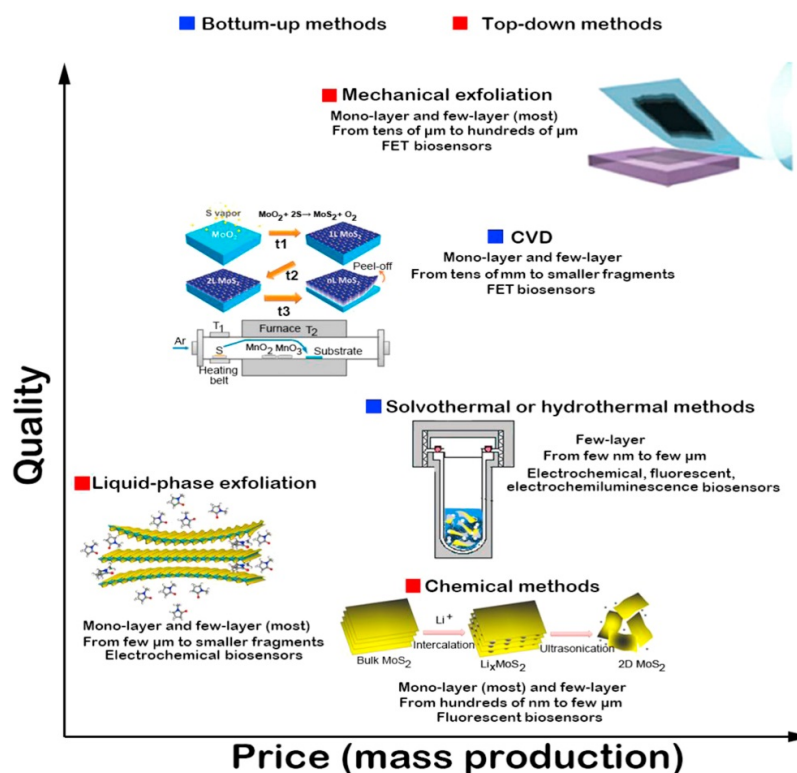 Bottum-up methods
Top-down methods
Mechanical exfoliation
Mono-layer and few-layer (most)
From tens of µm to hundreds of µm
FET biosensors
S vapor
MoO₂+ 2S→ MoS₂+ O₂
MoO₂
t1
1L MoS₂
t2
Peel-off
2L MoS₂
t3
nL MoS₂
CVD
Mono-layer and few-layer
From tens of mm to smaller fragments
FET biosensors
Ar
T₁
Furnace T₂
S
MnO₂ MnO₃
Substrate
Heating
belt
Solvothermal or hydrothermal methods
Few-layer
From few nm to few µm
Electrochemical, fluorescent,
electrochemiluminescence biosensors
Liquid-phase exfoliation
Mono-layer and few-layer (most)
From few µm to smaller fragments
Electrochemical biosensors
Chemical methods
Li⁺
Intercalation
Ultrasonication
Bulk MoS₂
LiₓMoS₂
2D MoS₂
Mono-layer (most) and few-layer
From hundreds of nm to few µm
Fluorescent biosensors
Quality
Price (mass production)